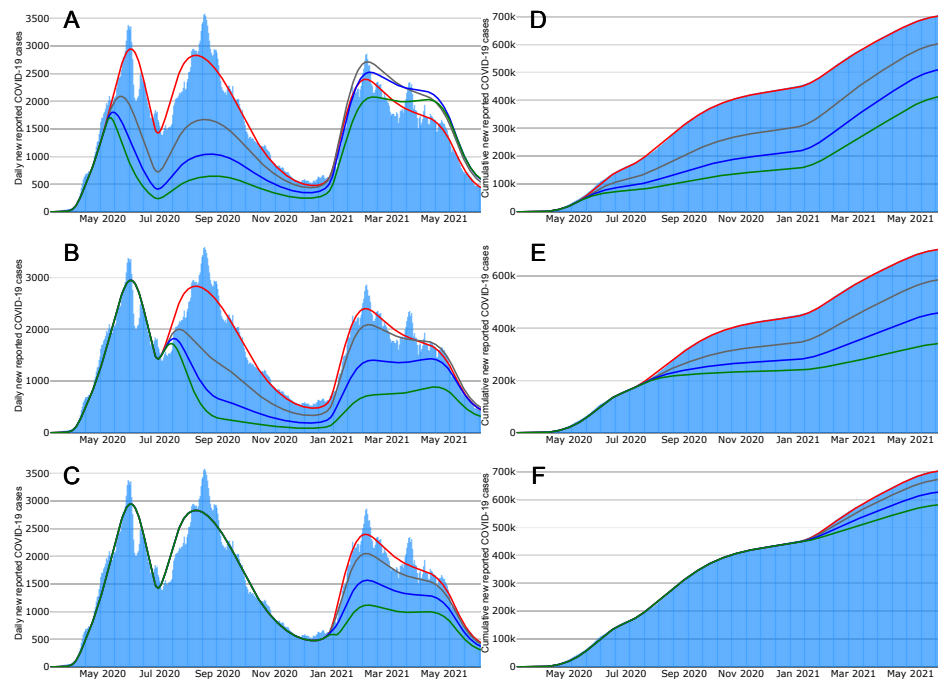 A
Daily new reported COVID-19 cases
3500
3000
2500
2000
1500
1000
500
0
May 2020 Jul 2020 Sep 2020 Nov 2020 Jan 2021 Mar 2021 May 2021
D
Cumulative new reported COVID-19 cases
700k
600k
500k
400k
300k
200k
100k
0
May 2020 Jul 2020 Sep 2020 Nov 2020 Jan 2021 Mar 2021 May 2021
B
Daily new reported COVID-19 cases
3000
2000
1000
0
May 2020 Jul 2020 Sep 2020 Nov 2020 Jan 2021 Mar 2021 May 2021
E
Cumulative new reported COVID-19 cases
600k
400k
200k
0
May 2020 Jul 2020 Sep 2020 Nov 2020 Jan 2021 Mar 2021 May 2021
C
Daily new reported COVID-19 cases
3500
3000
2500
2000
1500
1000
500
0
May 2020 Jul 2020 Sep 2020 Nov 2020 Jan 2021 Mar 2021 May 2021
F
Cumulative new reported COVID-19 cases
700k
600k
500k
400k
300k
200k
100k
0
May 2020 Jul 2020 Sep 2020 Nov 2020 Jan 2021 Mar 2021 May 2021